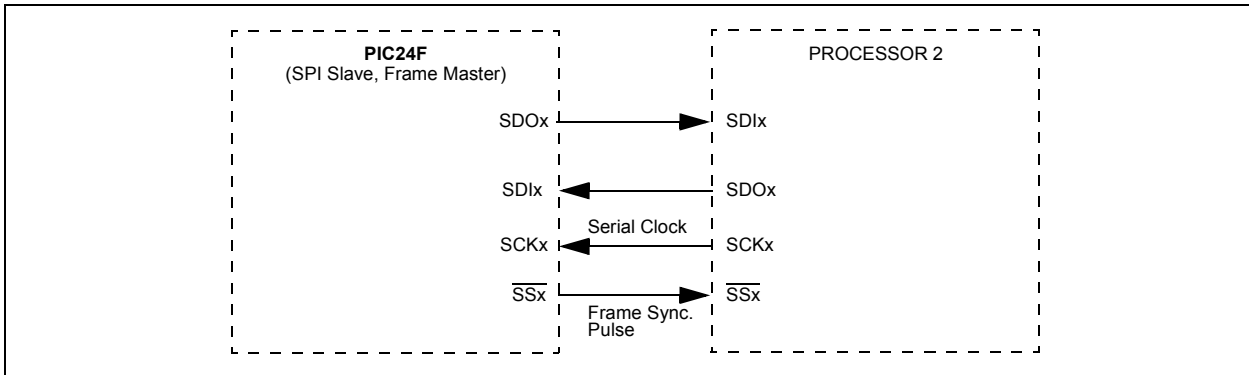 PIC24F
(SPI Slave, Frame Master)
PROCESSOR 2
SDOx
SDIx
SDIx
SDOx
Serial Clock
SCKx
SCKx
SSx
SSx
Frame Sync.
Pulse